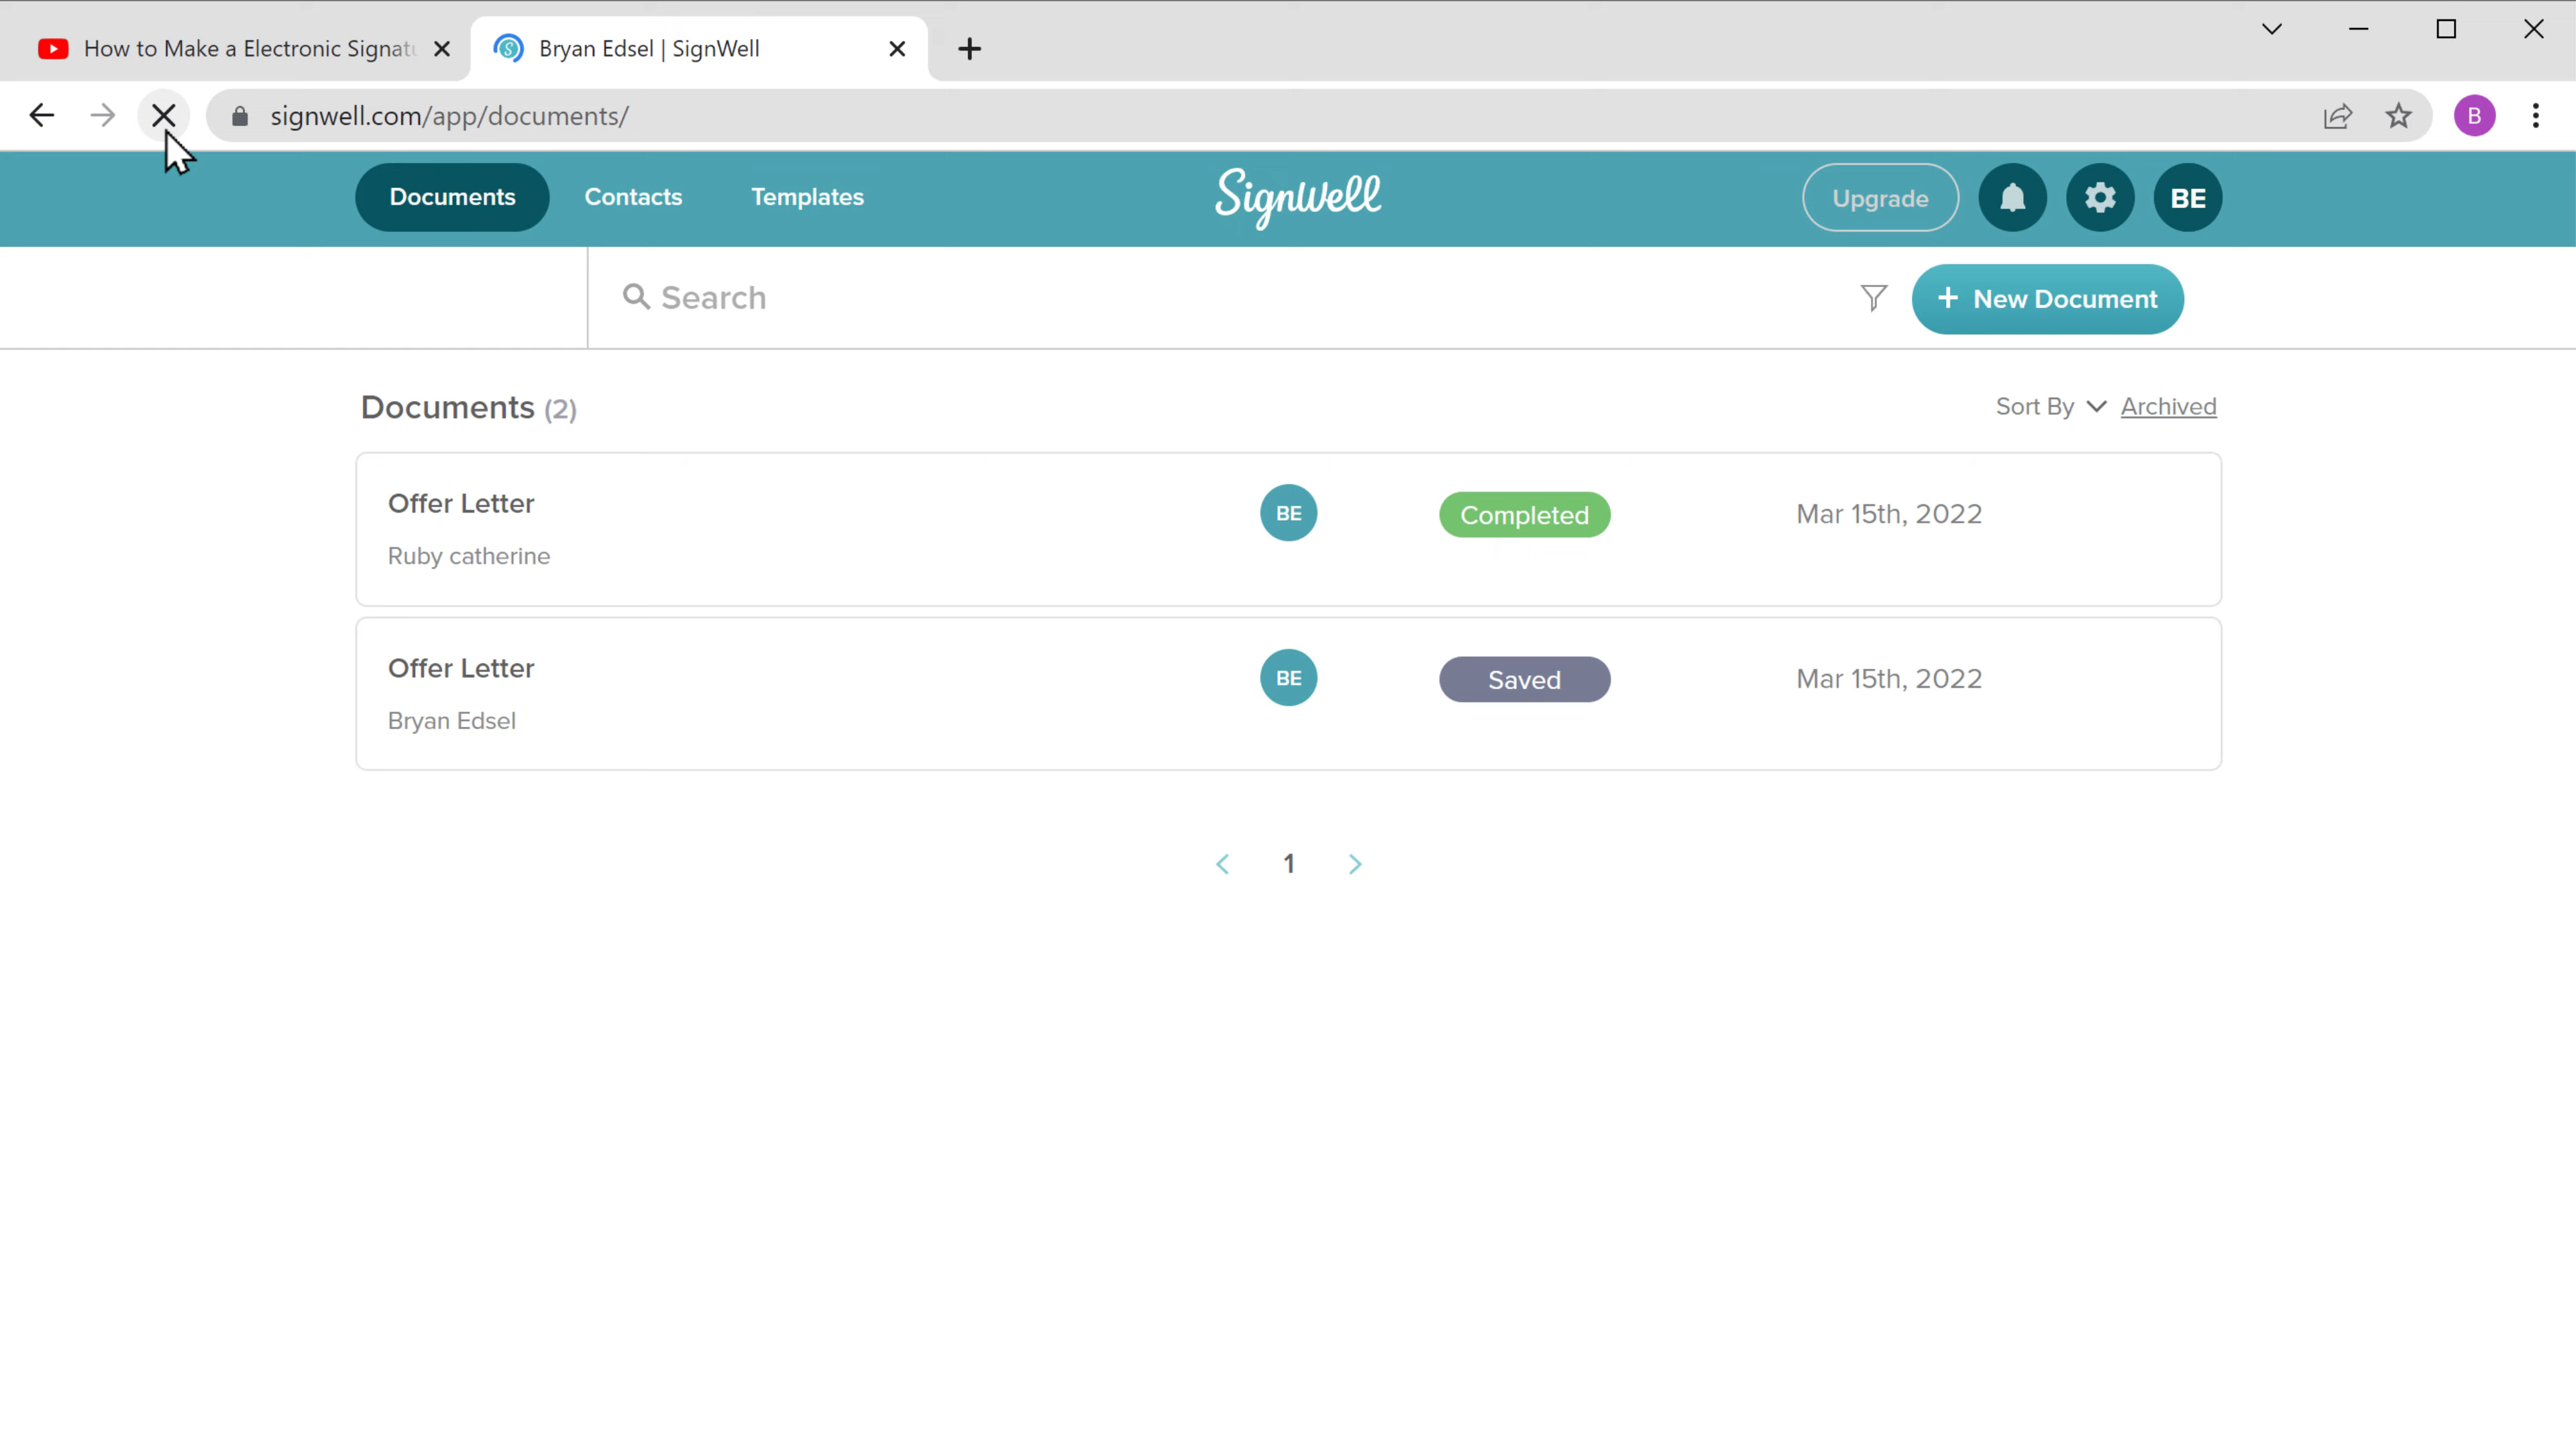 How to Make a Electronic Signatu
Bryan Edsel | SignWell
signwell.com/app/documents/
B
Documents
Contacts
Templates
SignWell
Upgrade
BE
Search
+ New Document
Documents (2)
Sort By
Archived
Offer Letter
Ruby catherine
BE
Completed
Mar 15th, 2022
Offer Letter
Bryan Edsel
BE
Saved
Mar 15th, 2022
< 1 >